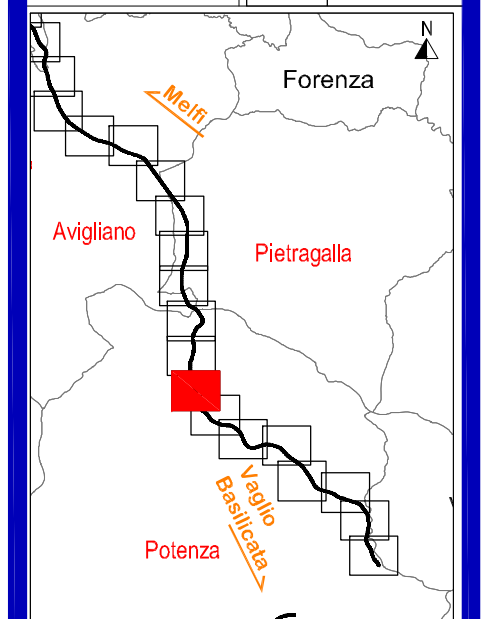 N
Forenza
Melfi
Avigliano
Pietragalla
Vaglio
Basilicata
Potenza